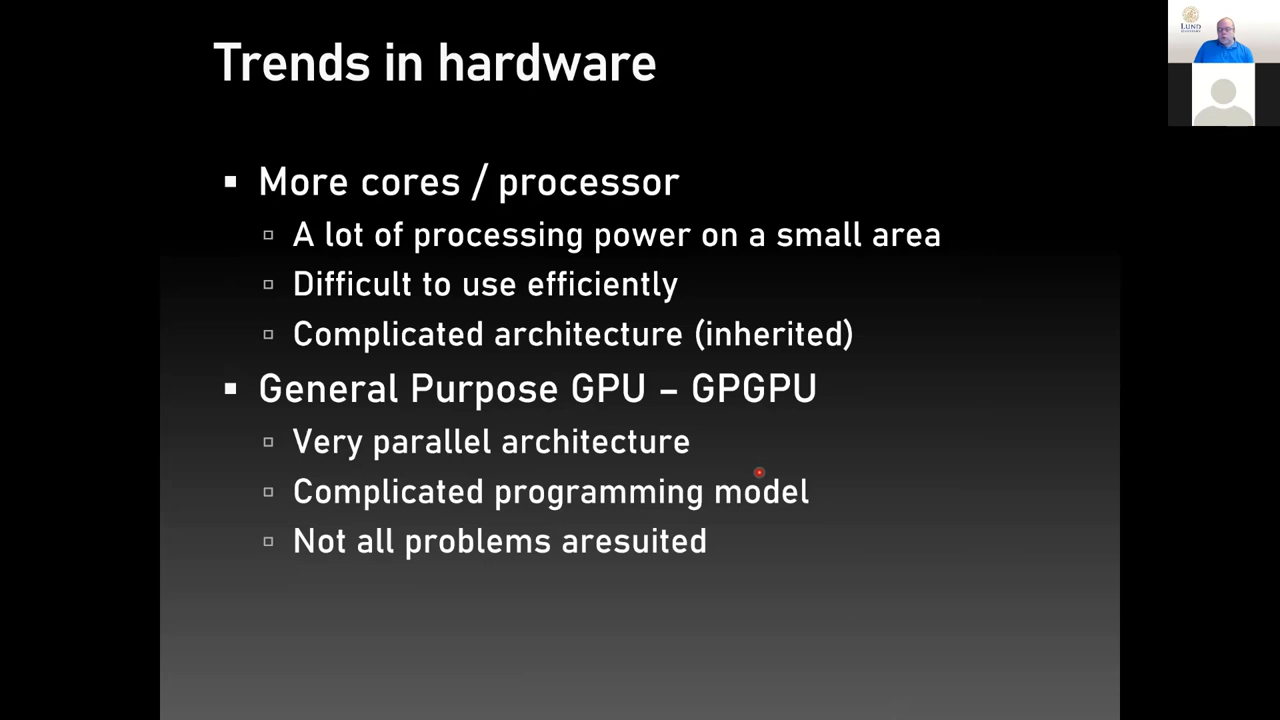 Trends in hardware
More cores / processor
A lot of processing power on a small area
Difficult to use efficiently
Complicated architecture (inherited)
General Purpose GPU – GPGPU
Very parallel architecture
Complicated programming model
Not all problems aresuited
LUND